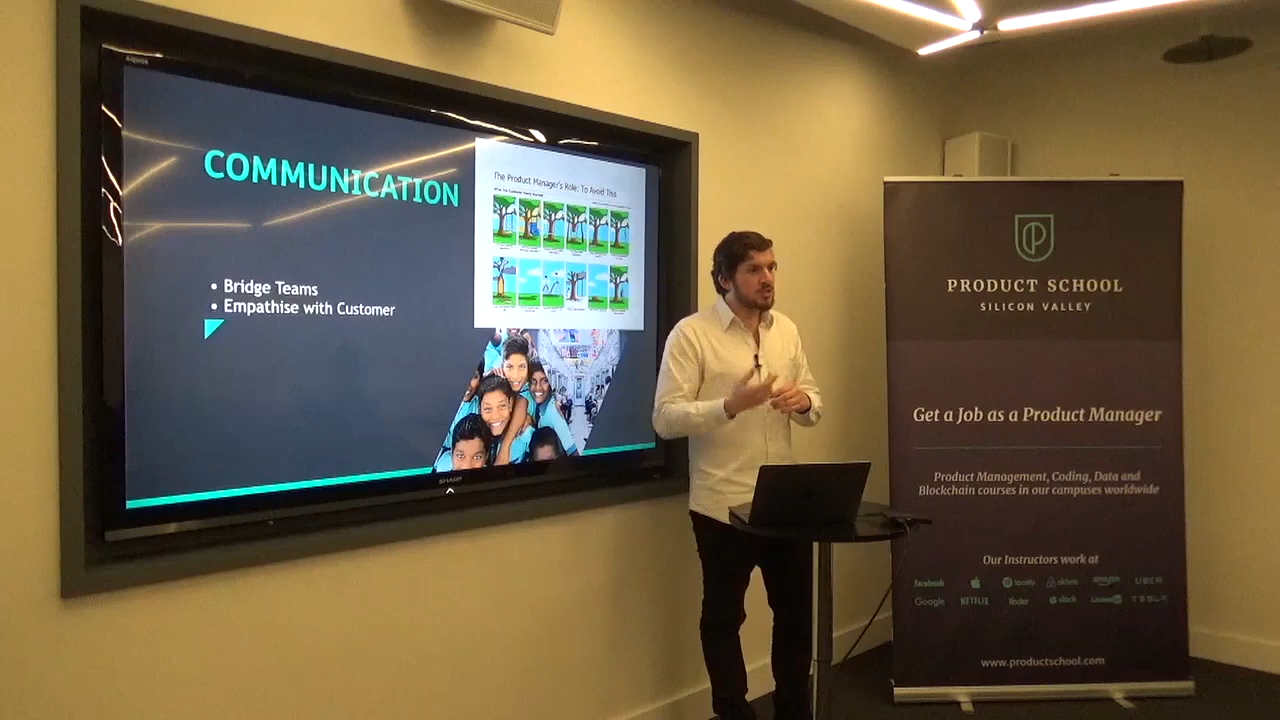 COMMUNICATION
• Bridge Teams
• Empathise with Customer
The Product Manager's Role: To Avoid This
SHARP
PRODUCT SCHOOL
SILICON VALLEY
Get a Job as a Product Manager
Product Management, Coding, Data and
Blockchain courses in our campuses worldwide
Our Instructors work at
facebook Spotify airbnb amazon UBER
Google NETFLIX tinder slack LinkedIn TESLA
www.productschool.com